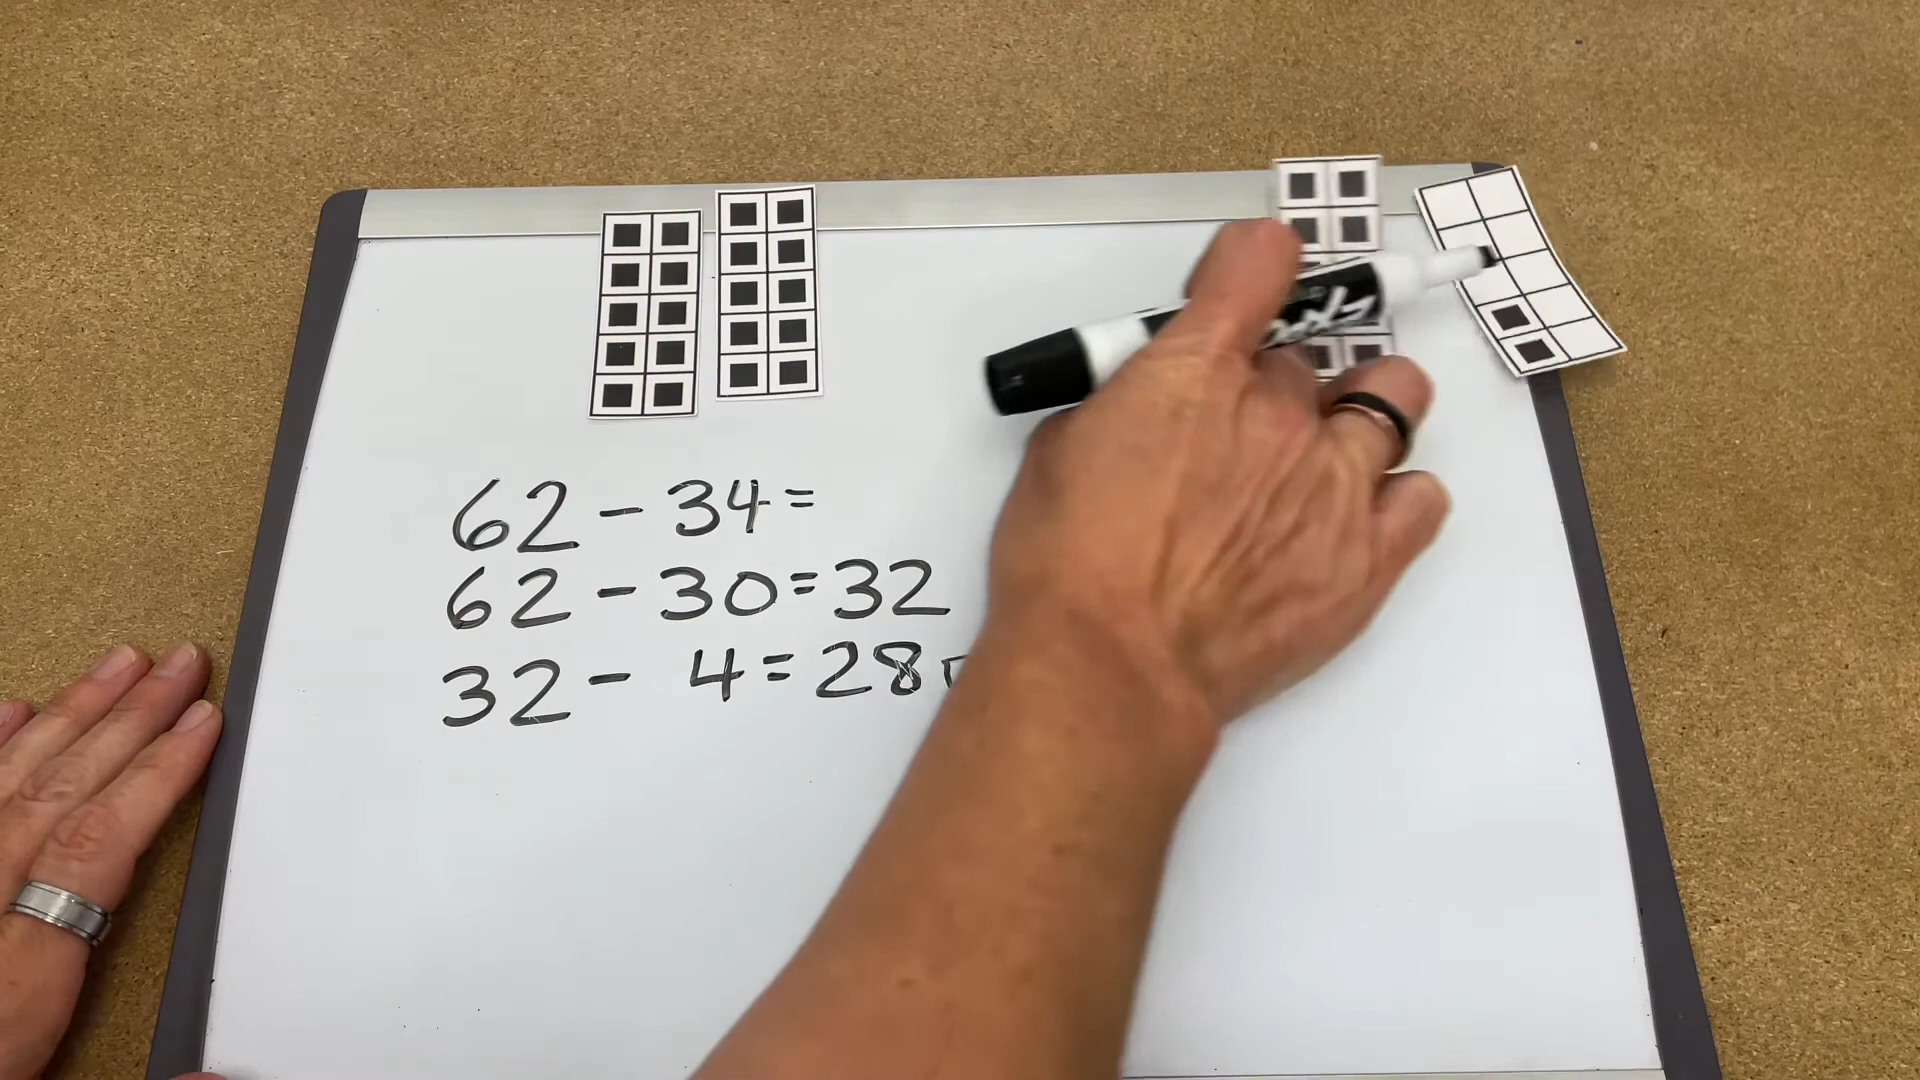 62 - 34 =
62 - 30 = 32
32 - 4 = 28